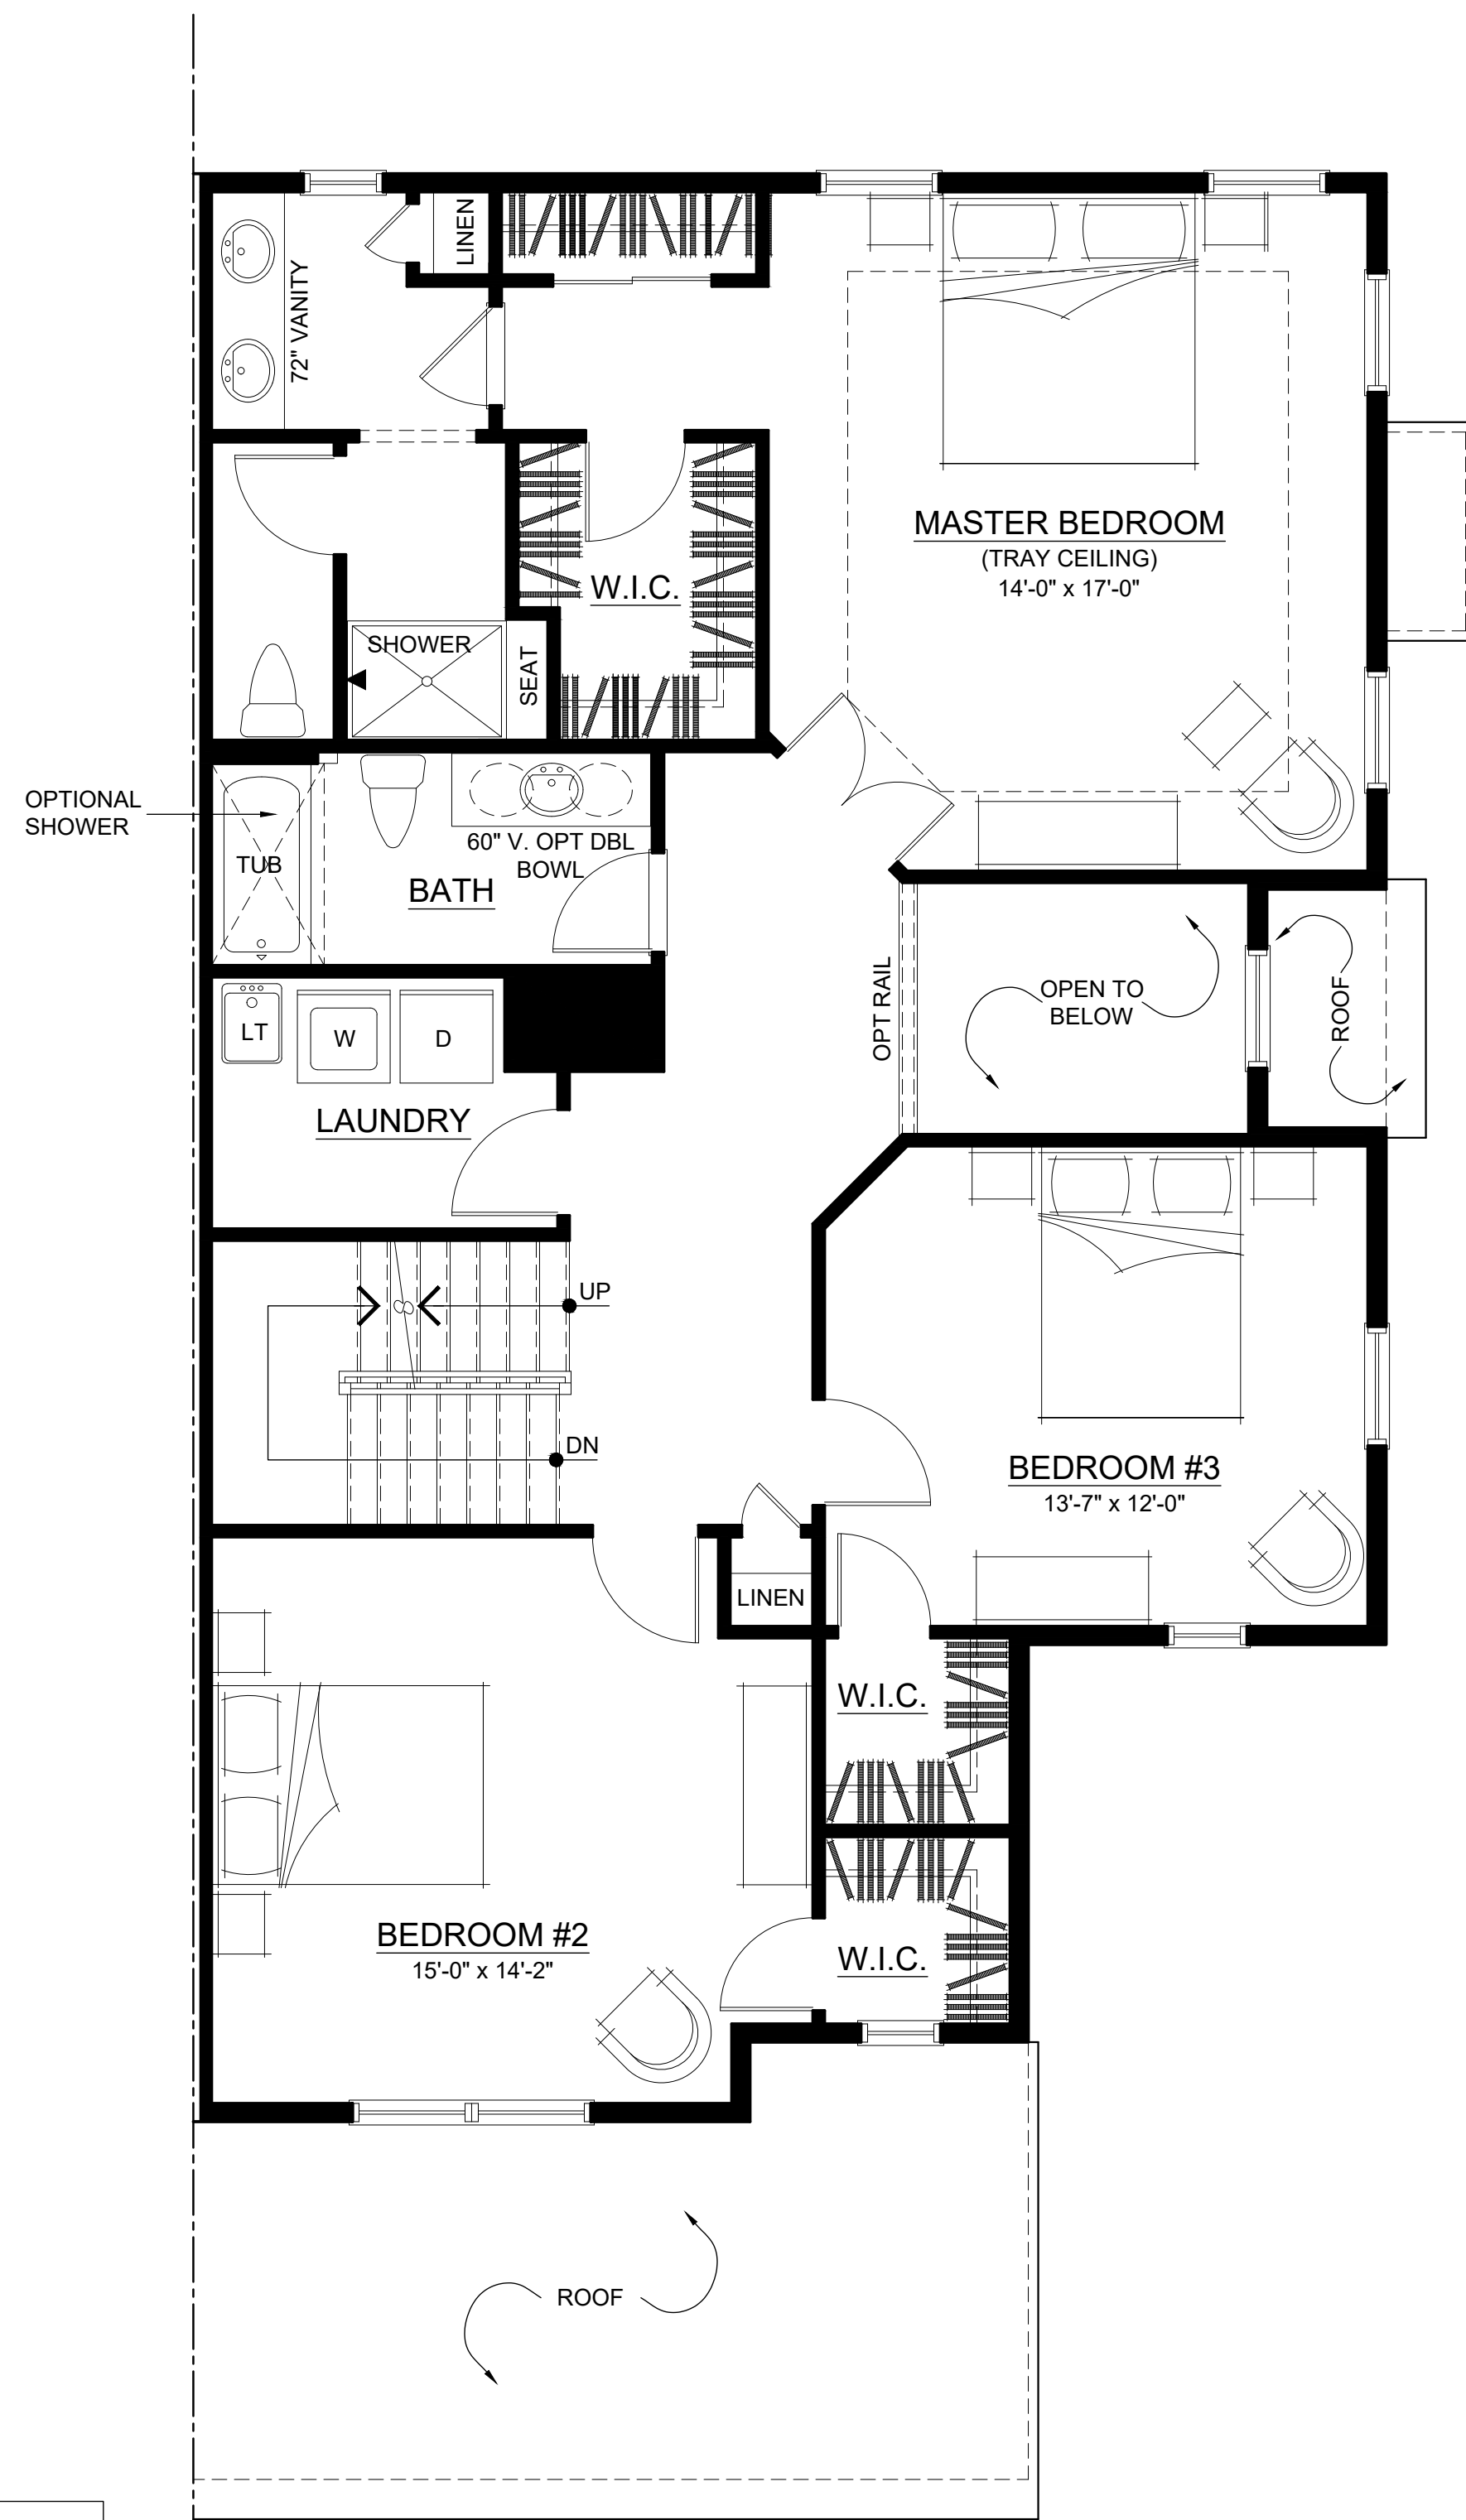 LINEN
72" VANITY
MASTER BEDROOM
(TRAY CEILING)
14'-0" x 17'-0"
W.I.C.
SHOWER
SEAT
OPTIONAL
SHOWER
TUB
60" V. OPT DBL
BOWL
BATH
OPT RAIL
OPEN TO
BELOW
ROOF
LT
W
D
LAUNDRY
UP
DN
BEDROOM #3
13'-7" x 12'-0"
LINEN
W.I.C.
BEDROOM #2
15'-0" x 14'-2"
W.I.C.
ROOF